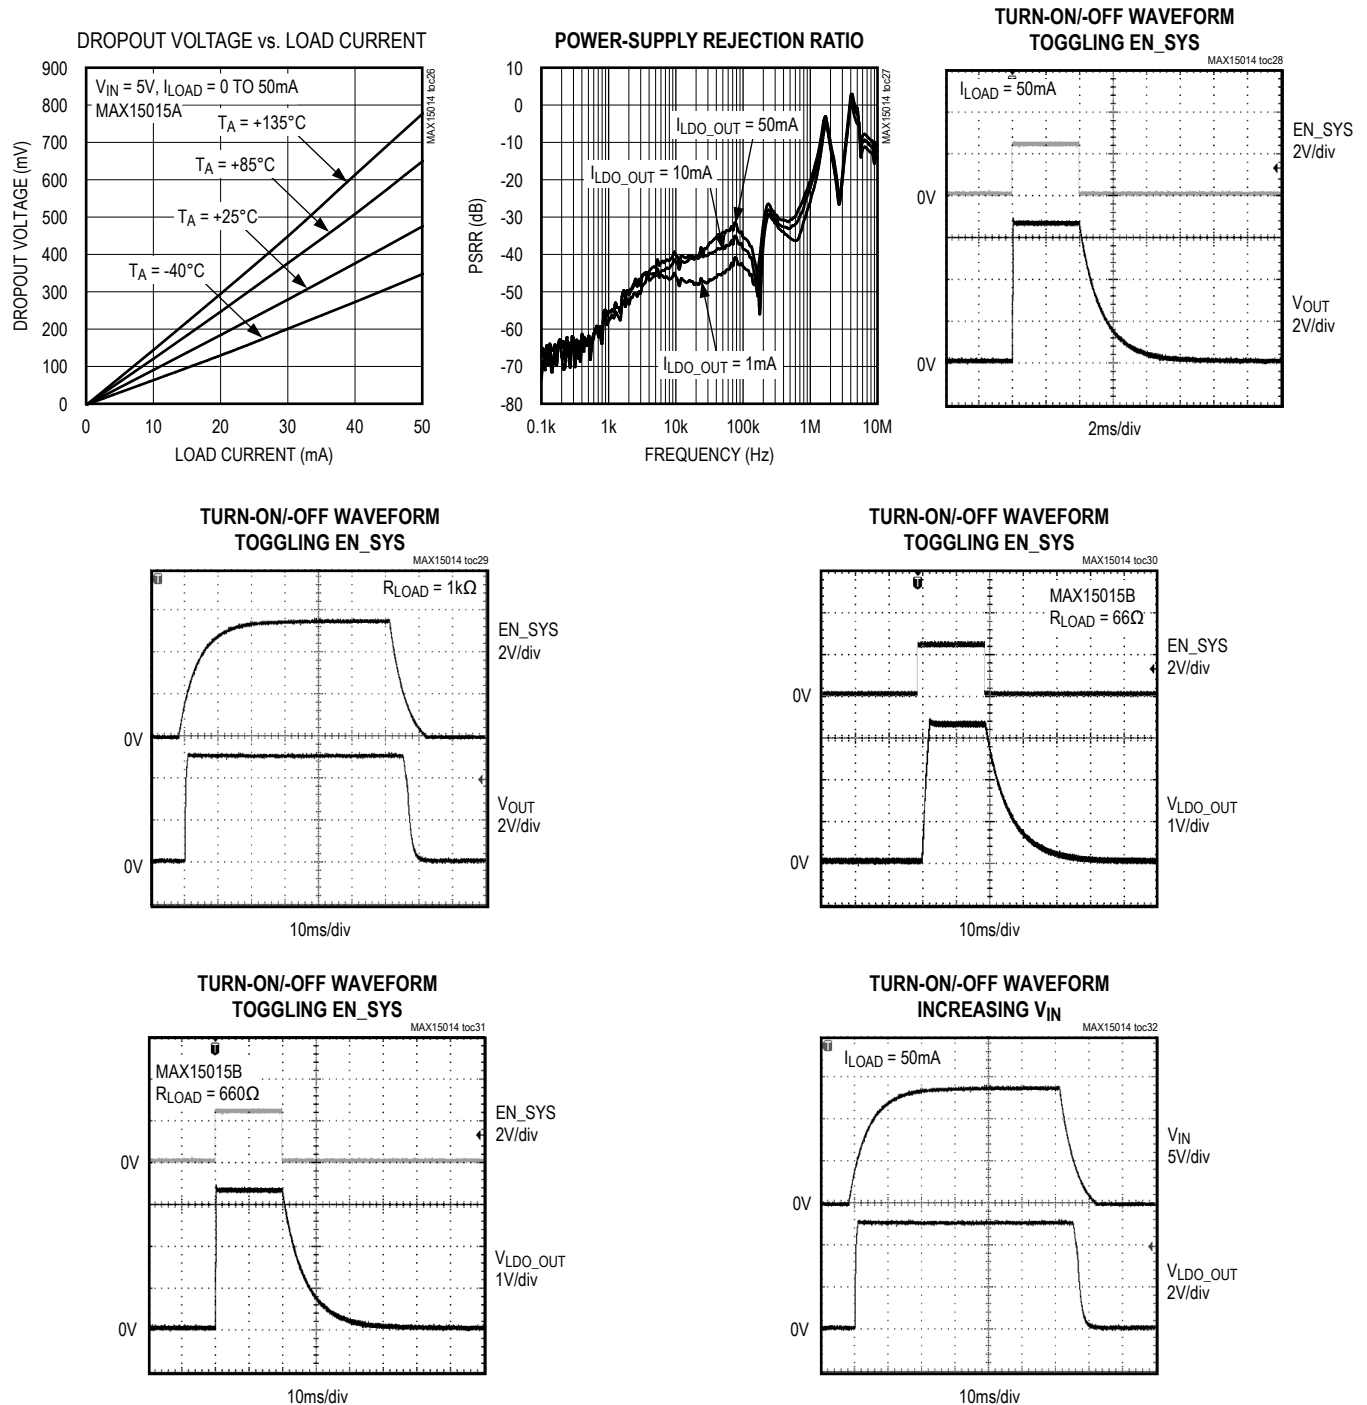 DROPOUT VOLTAGE vs. LOAD CURRENT
MAX15014 toc26
VIN = 5V, ILOAD = 0 TO 50mA
MAX15015A
TA = +135°C
TA = +85°C
TA = +25°C
TA = -40°C
DROPOUT VOLTAGE (mV)
900
800
700
600
500
400
300
200
100
0
0 10 20 30 40 50
LOAD CURRENT (mA)
POWER-SUPPLY REJECTION RATIO
MAX15014 toc27
ILDO_OUT = 50mA
ILDO_OUT = 10mA
ILDO_OUT = 1mA
PSRR (dB)
10
0
-10
-20
-30
-40
-50
-60
-70
-80
0.1k 1k 10k 100k 1M 10M
FREQUENCY (Hz)
TURN-ON/-OFF WAVEFORM
TOGGLING EN_SYS
MAX15014 toc28
ILOAD = 50mA
EN_SYS
2V/div
0V
VOUT
2V/div
0V
2ms/div
TURN-ON/-OFF WAVEFORM
TOGGLING EN_SYS
MAX15014 toc29
T
RLOAD = 1kΩ
EN_SYS
2V/div
0V
VOUT
2V/div
0V
10ms/div
TURN-ON/-OFF WAVEFORM
TOGGLING EN_SYS
MAX15014 toc30
T
MAX15015B
RLOAD = 66Ω
EN_SYS
2V/div
0V
VLDO_OUT
1V/div
0V
10ms/div
TURN-ON/-OFF WAVEFORM
TOGGLING EN_SYS
MAX15014 toc31
T
MAX15015B
RLOAD = 660Ω
EN_SYS
2V/div
0V
VLDO_OUT
1V/div
0V
10ms/div
TURN-ON/-OFF WAVEFORM
INCREASING VIN
MAX15014 toc32
T
ILOAD = 50mA
VIN
5V/div
0V
VLDO_OUT
2V/div
0V
10ms/div